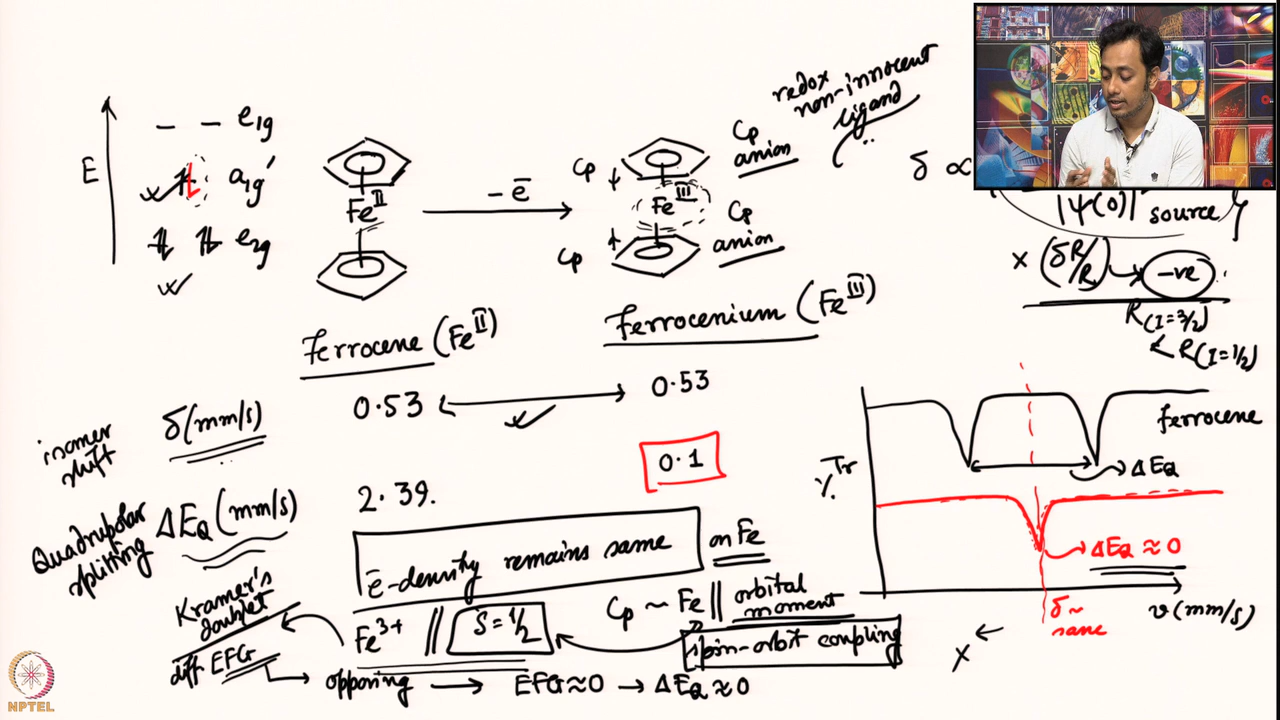 E
e1g
a1g'
e2g
Fe II
- e̅
Cp
Cp
Fe III
Cp anion
Cp anion
redox
non-innocent
ligand
δ ∝
|ψ(0)| source }
× (δR/R) → -ve
R(I=3/2)
< R(I=1/2)
Ferrocene (Fe II)
Ferrocenium (Fe III)
isomer shift
δ(mm/s)
0.53
0.53
Quadrupolar splitting
ΔEQ (mm/s)
2.39.
0.1
e̅-density remains same
on Fe
Kramer's doublet
Fe3+ || S = 1/2
Cp ~ Fe || orbital moment
spin-orbit coupling
diff EFG
opposing → EFG≈0 → ΔEQ≈0
% Tr
ferrocene
ΔEQ
ΔEQ ≈ 0
δ ~ same
v(mm/s)
X ←
NPTEL